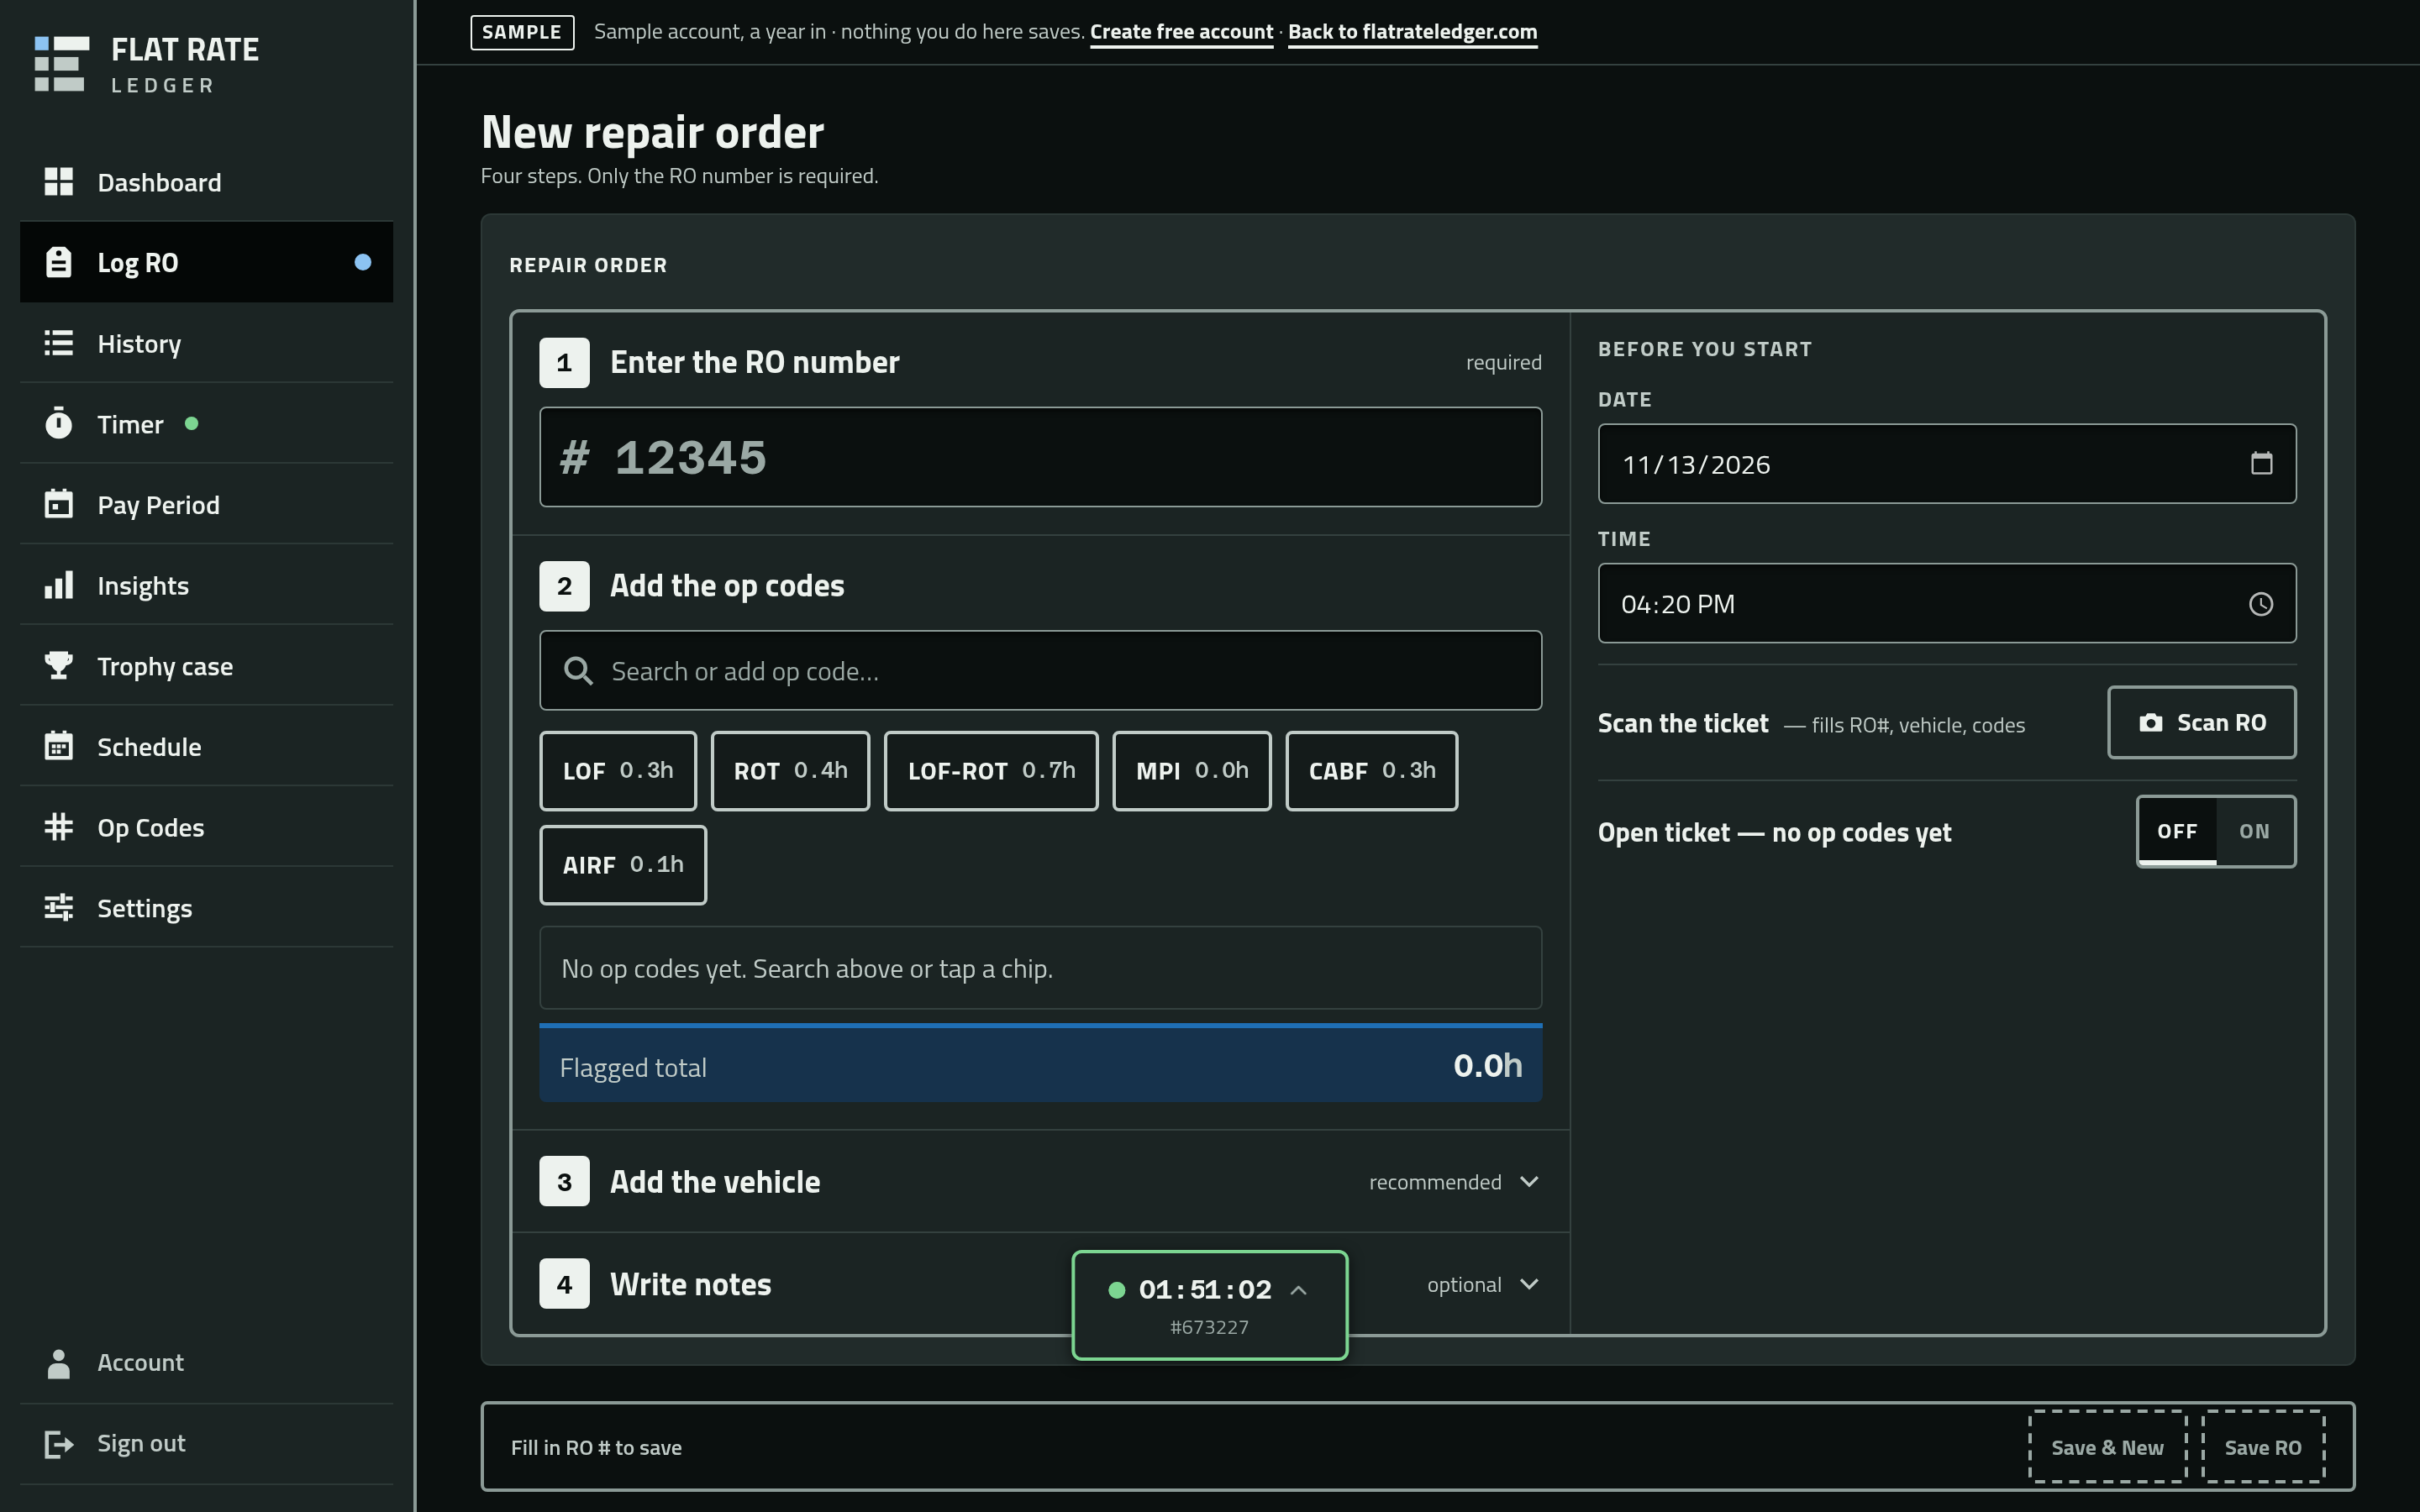 FLAT RATE
LEDGER
Dashboard
Log RO
History
Timer
Pay Period
Insights
Trophy case
Schedule
Op Codes
Settings
Account
Sign out
SAMPLE Sample account, a year in · nothing you do here saves. Create free account · Back to flatrateledger.com
New repair order
Four steps. Only the RO number is required.
REPAIR ORDER
1 Enter the RO number required
# 12345
2 Add the op codes
Search or add op code...
LOF 0.3h ROT 0.4h LOF-ROT 0.7h MPI 0.0h CABF 0.3h
AIRF 0.1h
No op codes yet. Search above or tap a chip.
Flagged total 0.0h
3 Add the vehicle recommended
4 Write notes optional
BEFORE YOU START
DATE
11/13/2026
TIME
04:20 PM
Scan the ticket — fills RO#, vehicle, codes Scan RO
Open ticket — no op codes yet OFF ON
01:51:02
#673227
Fill in RO # to save Save & New Save RO